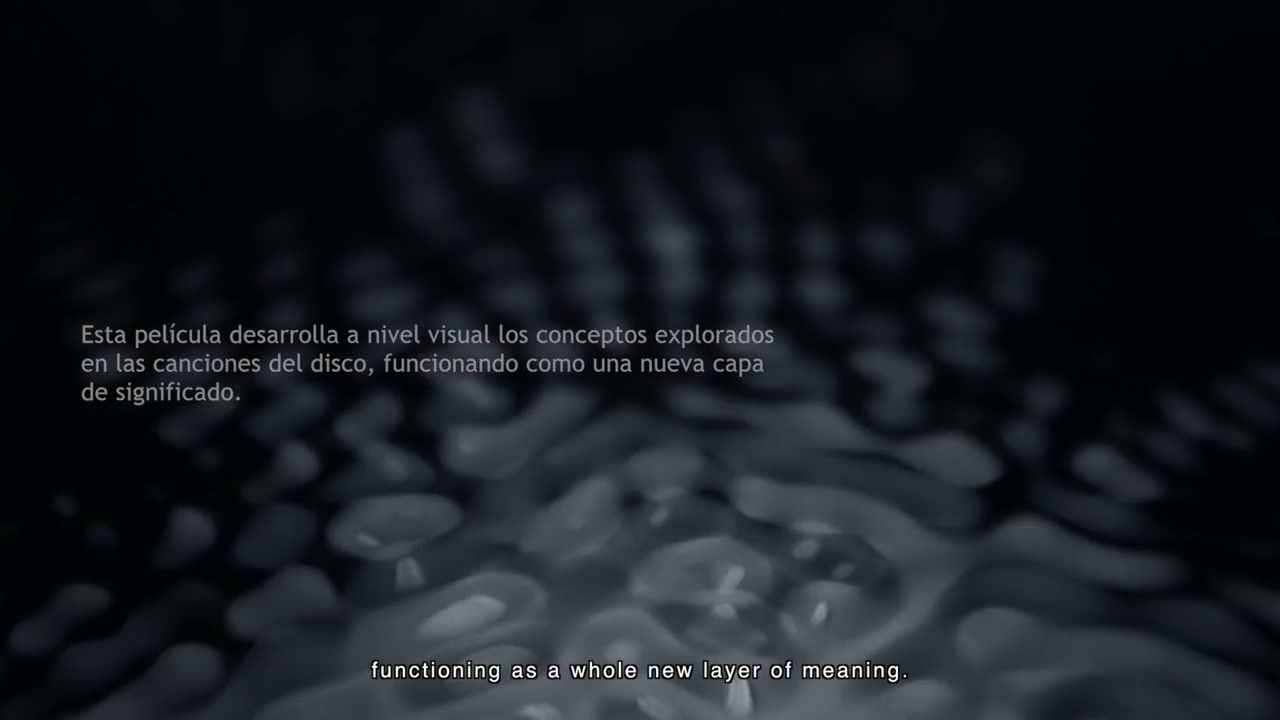 Esta película desarrolla a nivel visual los conceptos explorados
en las canciones del disco, funcionando como una nueva capa
de significado.
functioning as a whole new layer of meaning.